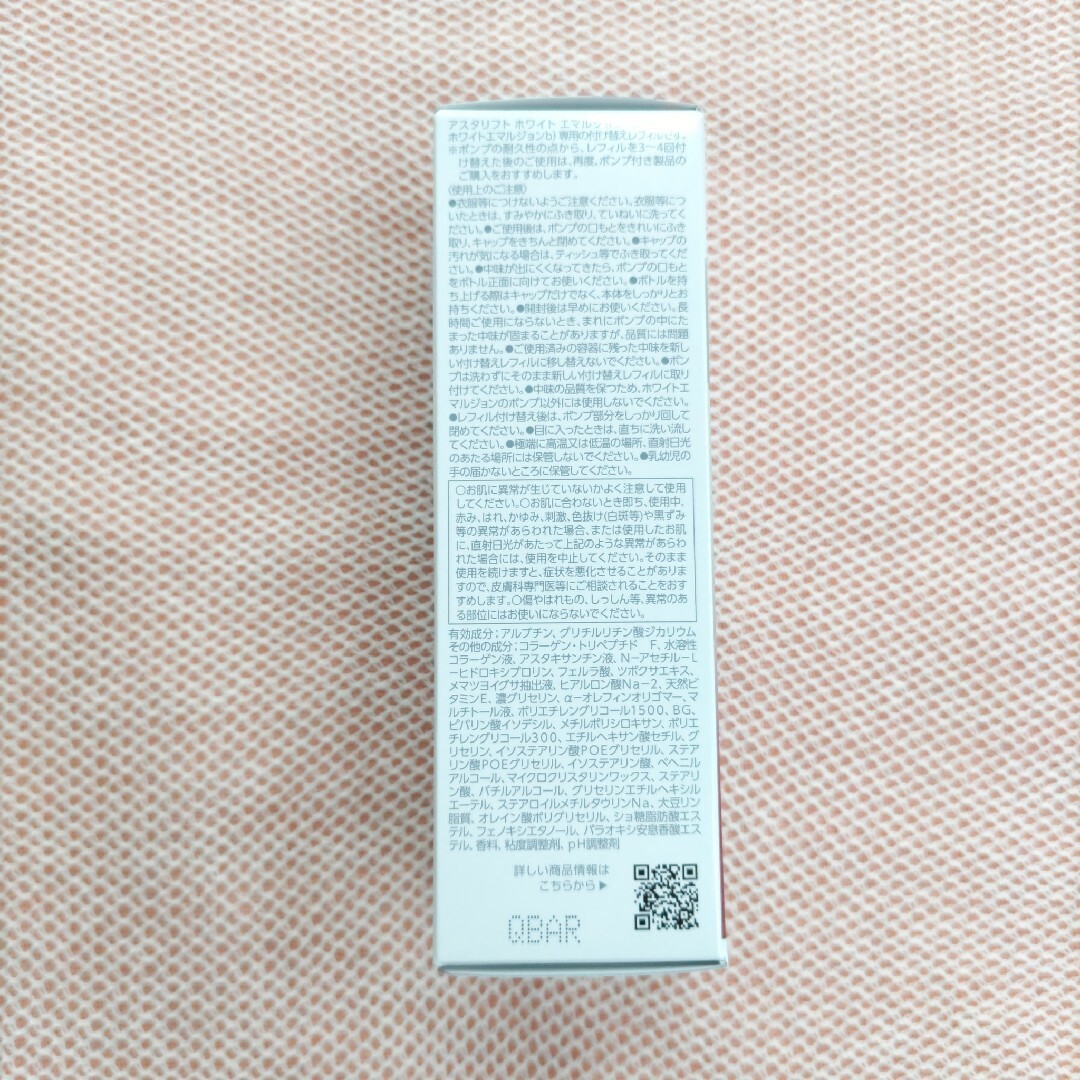 アスタリフト ホワイト エマルジョ
ホワイトエマルジョンb) 専用の付け替えレフィルです。
※ポンプの耐久性の点から、レフィルを3～4回付
け替えた後のご使用は、再度、ポンプ付き製品の
ご購入をおすすめします。
〈使用上のご注意〉
●衣服等につけないようご注意ください。衣服等につ
いたときは、すみやかにふき取り、ていねいに洗ってく
ださい。●ご使用後は、ポンプの口もとをきれいにふき
取り、キャップをきちんと閉めてください。●キャップの
汚れが気になる場合は、ティッシュ等でふき取ってくだ
さい。●中味が出にくくなってきたら、ポンプの口もと
をボトル正面に向けてお使いください。●ボトルを持
ち上げる際はキャップだけでなく、本体をしっかりとお
持ちください。●開封後は早めにお使いください。長
時間ご使用にならないとき、まれにポンプの中にた
まった中味が固まることがありますが、品質には問題
ありません。●ご使用済みの容器に残った中味を新し
い付け替えレフィルに移し替えないでください。●ポン
プは洗わずにそのまま新しい付け替えレフィルに取り
付けてください。●中味の品質を保つため、ホワイトエ
マルジョンのポンプ以外には使用しないでください。
●レフィル付け替え後は、ポンプ部分をしっかり回して
閉めてください。●目に入ったときは、直ちに洗い流し
てください。●極端に高温又は低温の場所、直射日光
のあたる場所には保管しないでください。●乳幼児の
手の届かないところに保管してください。
○お肌に異常が生じていないかよく注意して使用
してください。○お肌に合わないとき即ち、使用中、
赤み、はれ、かゆみ、刺激、色抜け(白斑等)や黒ずみ
等の異常があらわれた場合、または使用したお肌
に、直射日光があたって上記のような異常があらわ
れた場合には、使用を中止してください。そのまま
使用を続けますと、症状を悪化させることがありま
すので、皮膚科専門医等にご相談されることをおす
すめします。○傷やはれもの、しっしん等、異常のあ
る部位にはお使いにならないでください。
有効成分;アルブチン、グリチルリチン酸ジカリウム
その他の成分;コラーゲン・トリペプチド F、水溶性
コラーゲン液、アスタキサンチン液、N-アセチル-L
-ヒドロキシプロリン、フェルラ酸、ツボクサエキス、
メマツヨイグサ抽出液、ヒアルロン酸Na-2、天然ビ
タミンE、濃グリセリン、α-オレフィンオリゴマー、マ
ルチトール液、ポリエチレングリコール1500、BG、
ピバリン酸イソデシル、メチルポリシロキサン、ポリエ
チレングリコール300、エチルヘキサン酸セチル、グ
リセリン、イソステアリン酸POEグリセリル、ステア
リン酸POEグリセリル、イソステアリン酸、ベヘニル
アルコール、マイクロクリスタリンワックス、ステアリ
ン酸、バチルアルコール、グリセリンエチルヘキシル
エーテル、ステアロイルメチルタウリンNa、大豆リン
脂質、オレイン酸ポリグリセリル、ショ糖脂肪酸エス
テル、フェノキシエタノール、パラオキシ安息香酸エス
テル、香料、粘度調整剤、pH調整剤
詳しい商品情報は
こちらから▶
QBAR